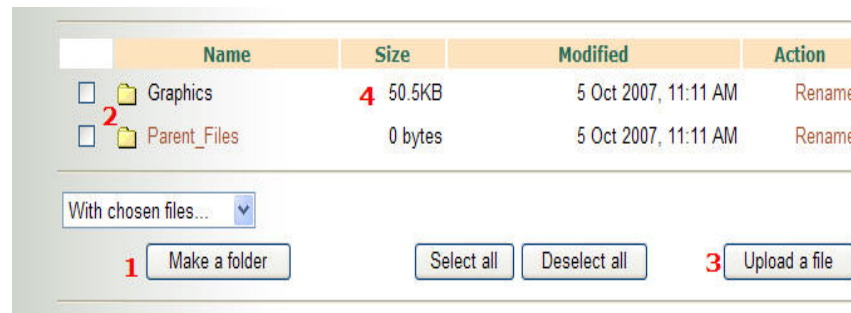 Name Size Modified Action
Graphics 4 50.5KB 5 Oct 2007, 11:11 AM Rename
2
Parent_Files 0 bytes 5 Oct 2007, 11:11 AM Rename
With chosen files...
1 Make a folder Select all Deselect all 3 Upload a file